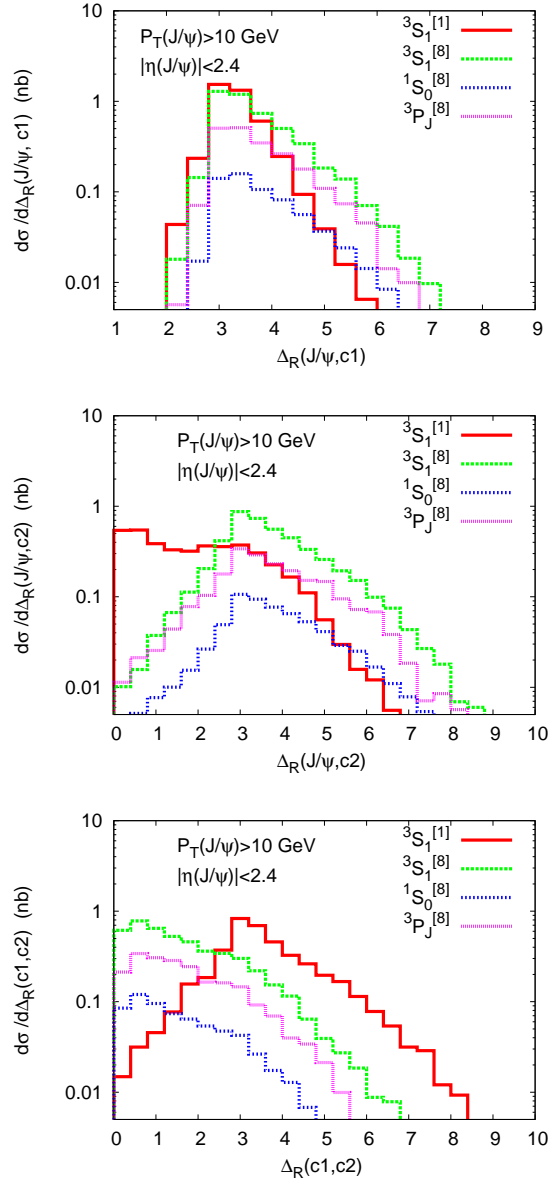 dσ/dΔ_R(J/ψ, c1) (nb)
10
1
0.1
0.01
P_T(J/ψ)>10 GeV
|η(J/ψ)|<2.4
³S₁^[1]
³S₁^[8]
¹S₀^[8]
³P_J^[8]
1 2 3 4 5 6 7 8 9
Δ_R(J/ψ,c1)
dσ/dΔ_R(J/ψ,c2) (nb)
10
1
0.1
0.01
P_T(J/ψ)>10 GeV
|η(J/ψ)|<2.4
³S₁^[1]
³S₁^[8]
¹S₀^[8]
³P_J^[8]
0 1 2 3 4 5 6 7 8 9 10
Δ_R(J/ψ,c2)
dσ/dΔ_R(c1,c2) (nb)
10
1
0.1
0.01
P_T(J/ψ)>10 GeV
|η(J/ψ)|<2.4
³S₁^[1]
³S₁^[8]
¹S₀^[8]
³P_J^[8]
0 1 2 3 4 5 6 7 8 9 10
Δ_R(c1,c2)